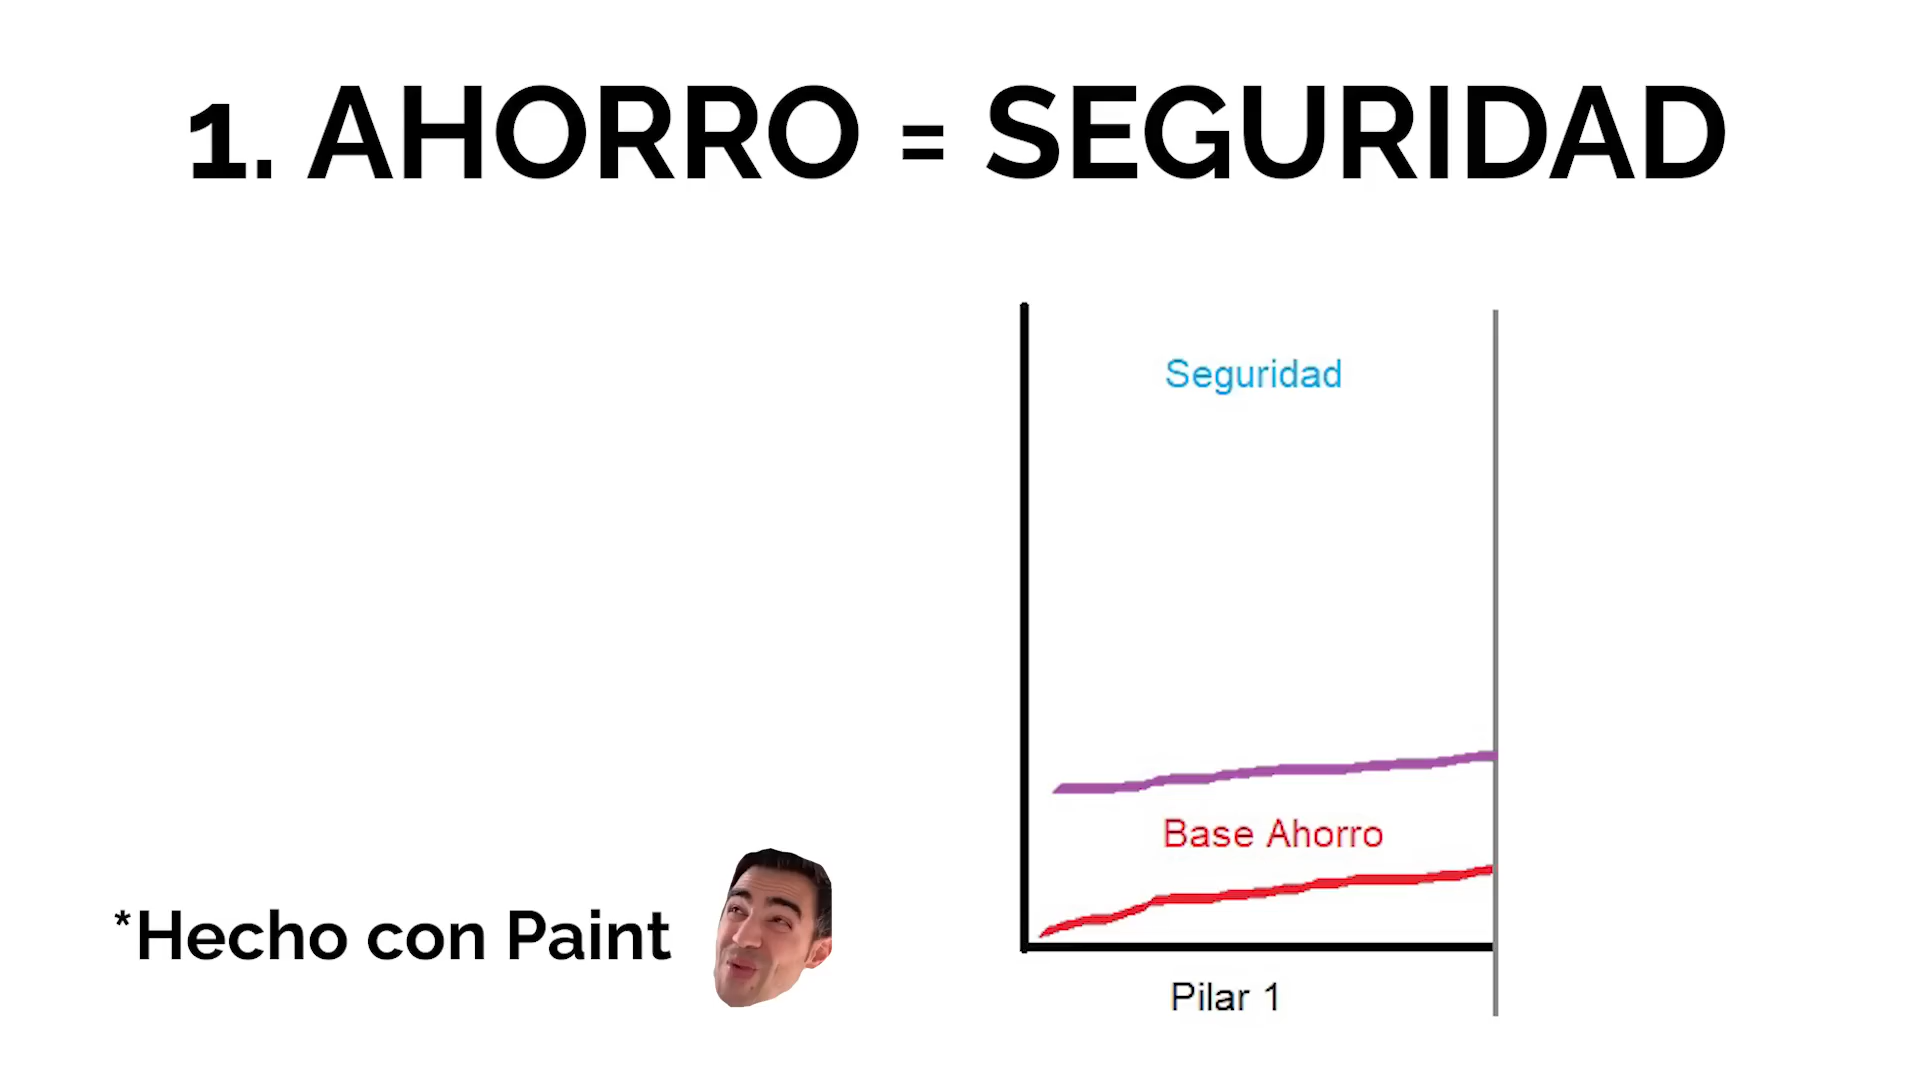 1. AHORRO = SEGURIDAD
Seguridad
Base Ahorro
*Hecho con Paint
Pilar 1